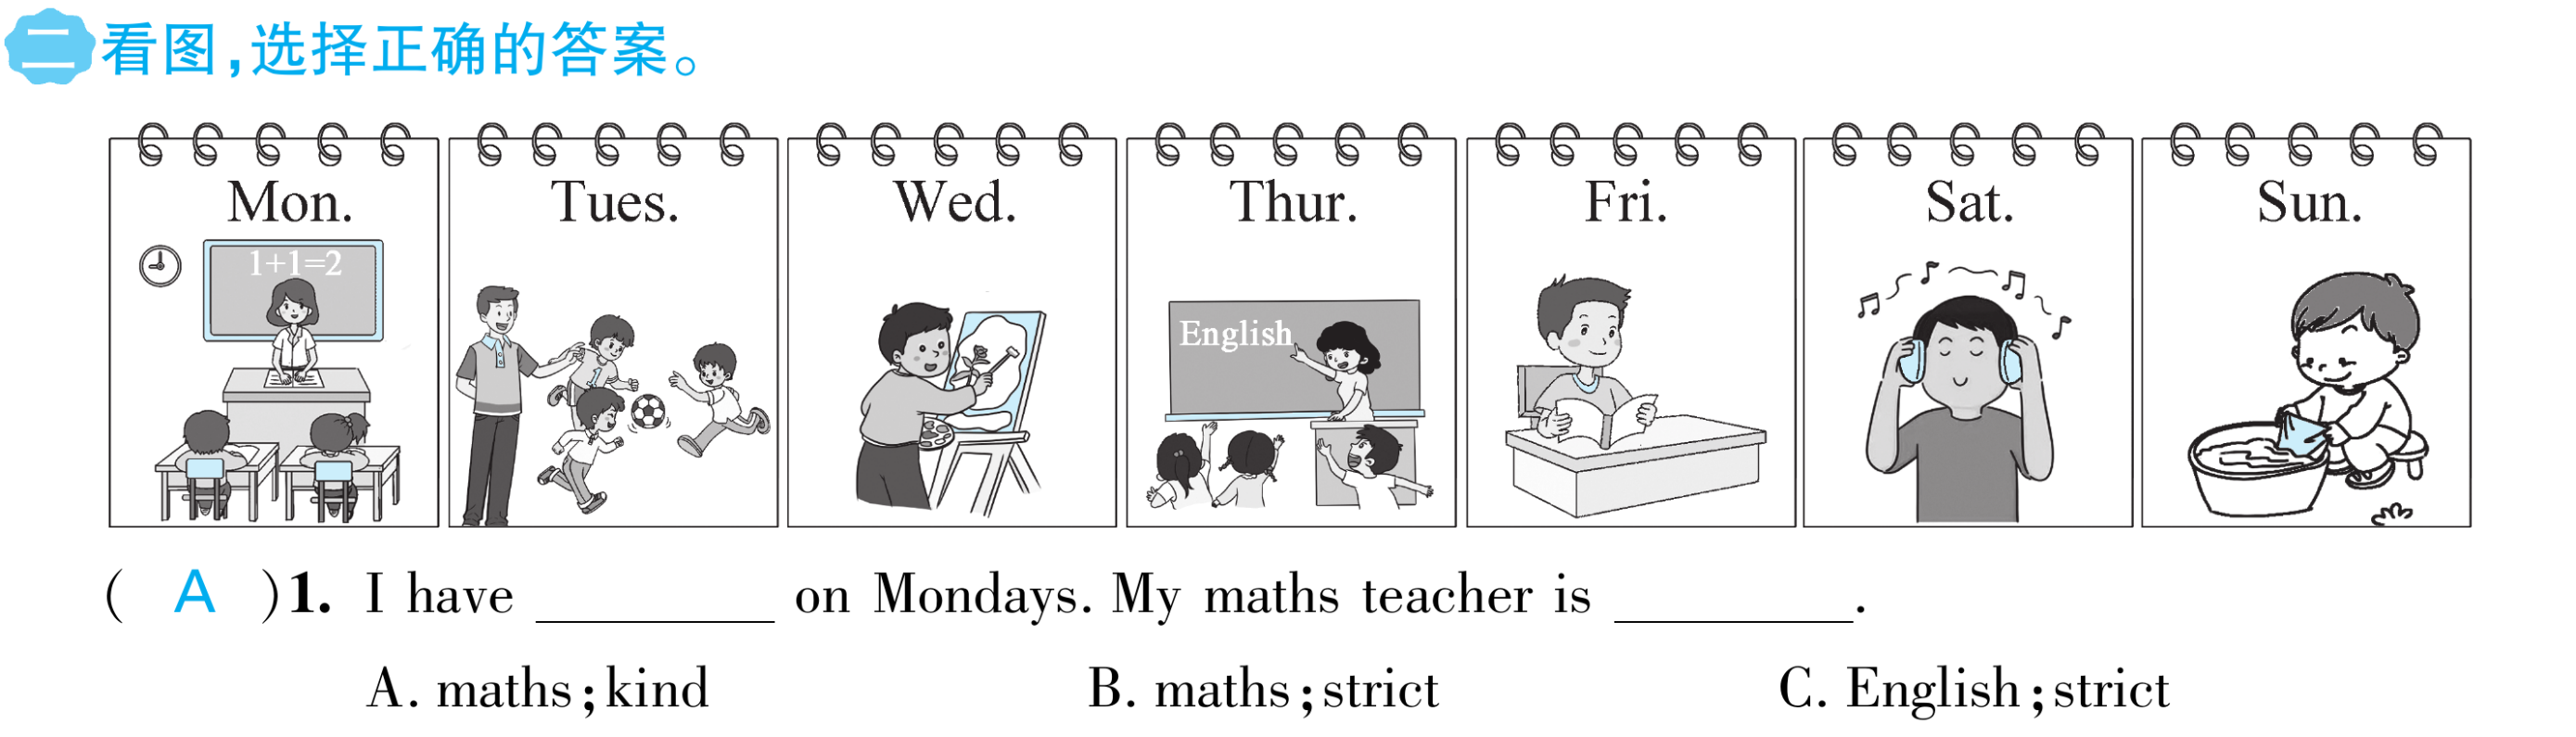 二 看图,选择正确的答案。
Mon. Tues. Wed. Thur. Fri. Sat. Sun.
1+1=2
1
English
( A )1. I have ________ on Mondays. My maths teacher is ________.
A. maths;kind B. maths;strict C. English;strict